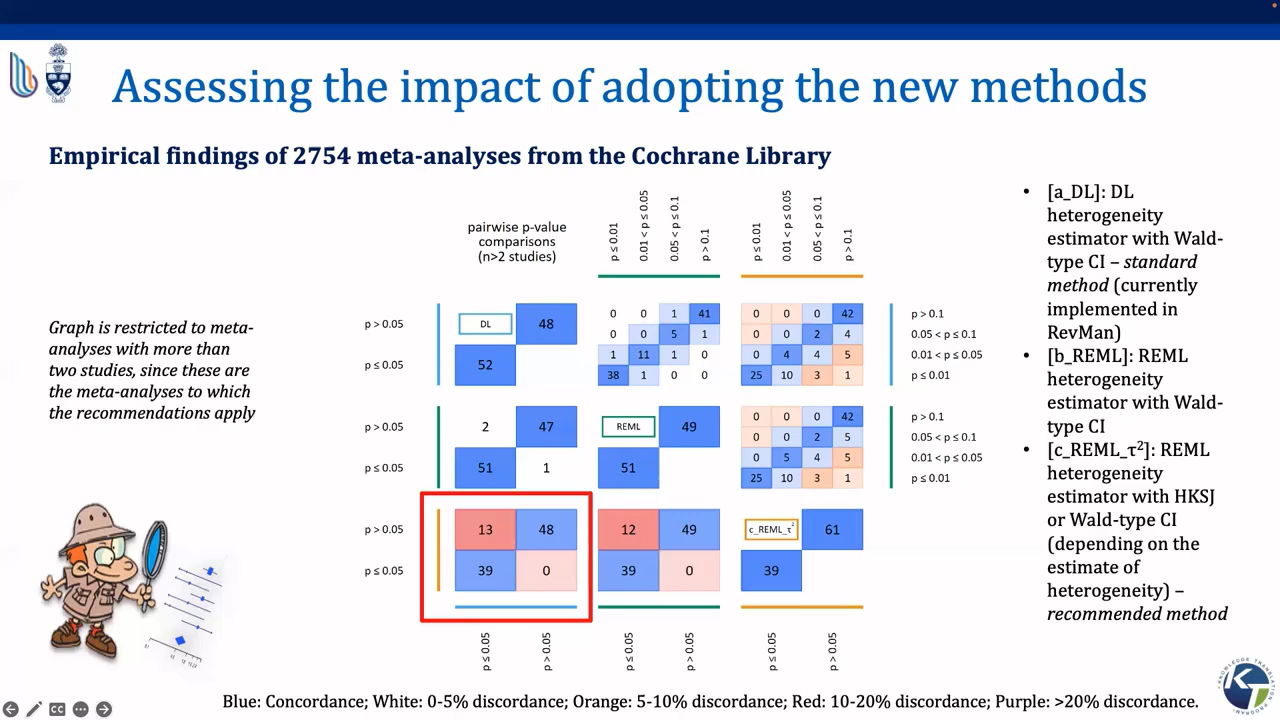 Assessing the impact of adopting the new methods
Empirical findings of 2754 meta-analyses from the Cochrane Library
Graph is restricted to meta-
analyses with more than
two studies, since these are
the meta-analyses to which
the recommendations apply
pairwise p-value
comparisons
(n>2 studies)
p ≤ 0.01
0.01 < p ≤ 0.05
0.05 < p ≤ 0.1
p > 0.1
p ≤ 0.01
0.01 < p ≤ 0.05
0.05 < p ≤ 0.1
p > 0.1
p > 0.05 DL 48
p ≤ 0.05 52
0 0 1 41
0 0 5 1
1 11 1 0
38 1 0 0
0 0 0 42 p > 0.1
0 0 2 4 0.05 < p ≤ 0.1
0 4 4 5 0.01 < p ≤ 0.05
25 10 3 1 p ≤ 0.01
p > 0.05 2 47 REML 49
p ≤ 0.05 51 1 51
0 0 0 42 p > 0.1
0 0 2 5 0.05 < p ≤ 0.1
0 5 4 5 0.01 < p ≤ 0.05
25 10 3 1 p ≤ 0.01
p > 0.05 13 48 12 49 c_REML_τ² 61
p ≤ 0.05 39 0 39 0 39
p ≤ 0.05
p > 0.05
p ≤ 0.05
p > 0.05
p ≤ 0.05
p > 0.05
• [a_DL]: DL
heterogeneity
estimator with Wald-
type CI – standard
method (currently
implemented in
RevMan)
• [b_REML]: REML
heterogeneity
estimator with Wald-
type CI
• [c_REML_τ²]: REML
heterogeneity
estimator with HKSJ
or Wald-type CI
(depending on the
estimate of
heterogeneity) –
recommended method
Blue: Concordance; White: 0-5% discordance; Orange: 5-10% discordance; Red: 10-20% discordance; Purple: >20% discordance.
CC
KNOWLEDGE TRANSLATION PROGRAM
KT